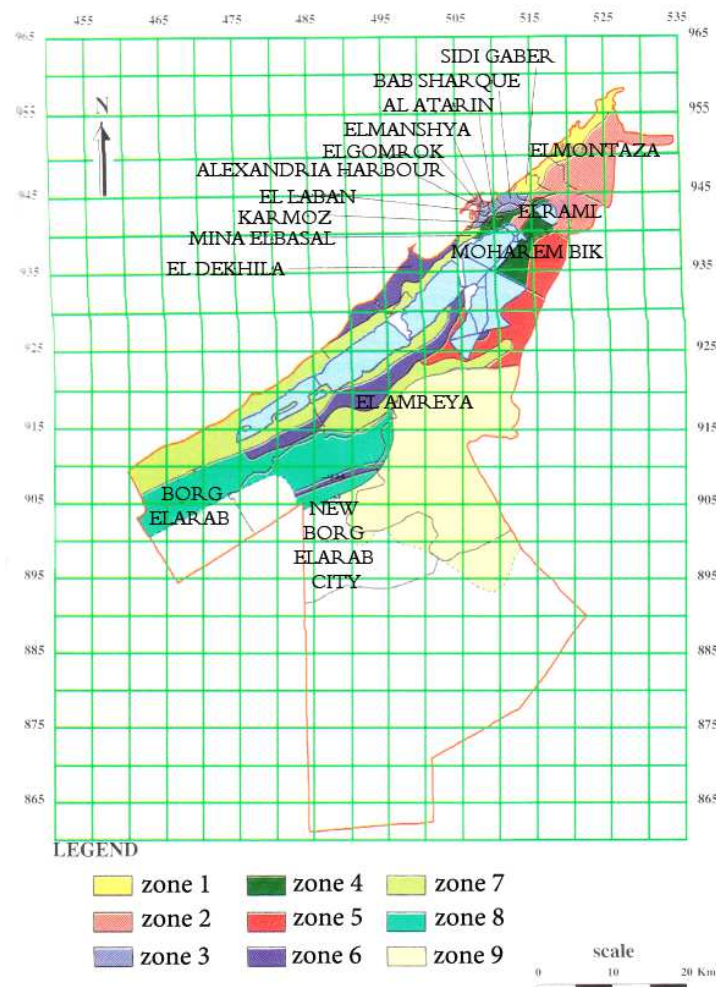 455 465 475 485 495 505 515 525 535
965 965
SIDI GABER
BAB SHARQUE
AL ATARIN
N
955 955
ELMANSHYA
ELGOMROK
ELMONTAZA
ALEXANDRIA HARBOUR
945 945
EL LABAN
KARMOZ
ELRAML
MINA ELBASAL
MOHAREM BIK
935 935
EL DEKHILA
925 925
EL AMREYA
915 915
905 905
BORG
ELARAB
NEW
BORG
ELARAB
CITY
895 895
885 885
875 875
865 865
LEGEND
zone 1 zone 4 zone 7
zone 2 zone 5 zone 8
zone 3 zone 6 zone 9
scale
0 10 20 Km